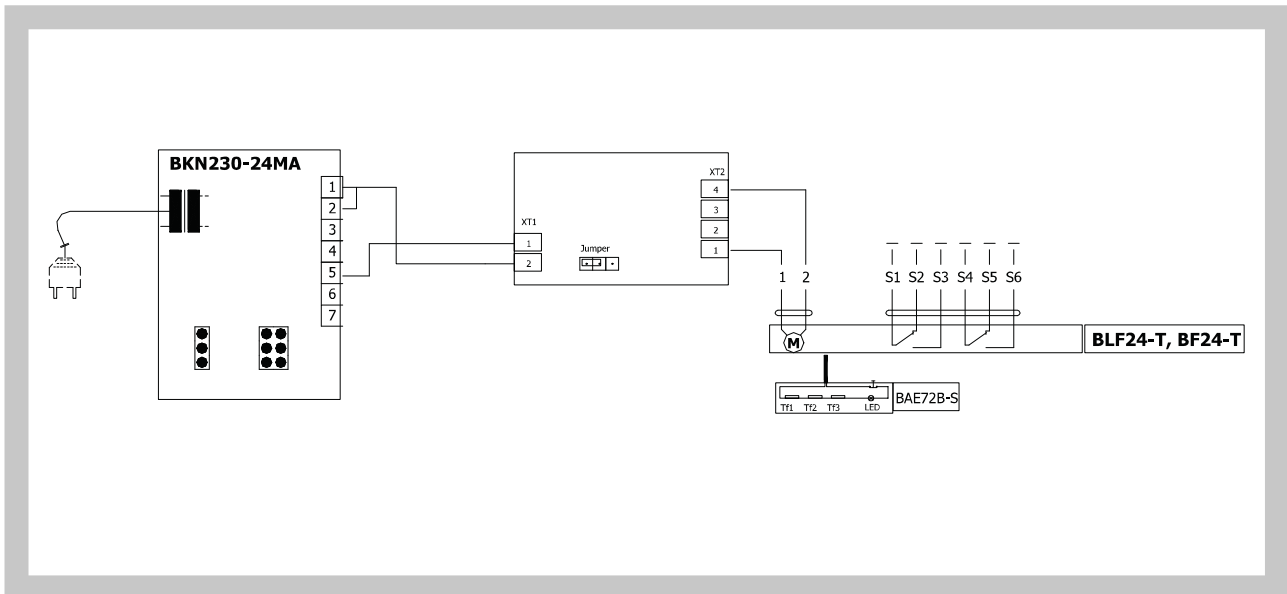 BKN230-24MA
1
2
3
4
5
6
7
XT1
1
2
Jumper
XT2
4
3
2
1
1 2
S1 S2 S3 S4 S5 S6
M
BLF24-T, BF24-T
Tf1 Tf2 Tf3 LED
BAE72B-S